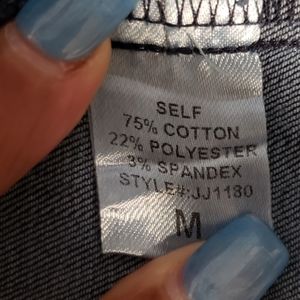 SELF
75% COTTON
22% POLYESTER
3% SPANDEX
STYLE#:JJ1180
M